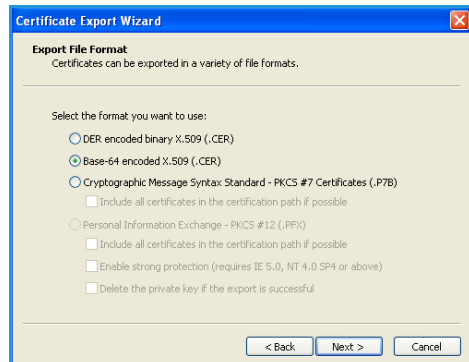 Certificate Export Wizard
Export File Format
Certificates can be exported in a variety of file formats.
Select the format you want to use:
DER encoded binary X.509 (.CER)
Base-64 encoded X.509 (.CER)
Cryptographic Message Syntax Standard - PKCS #7 Certificates (.P7B)
Include all certificates in the certification path if possible
Personal Information Exchange - PKCS #12 (.PFX)
Include all certificates in the certification path if possible
Enable strong protection (requires IE 5.0, NT 4.0 SP4 or above)
Delete the private key if the export is successful
< Back Next > Cancel